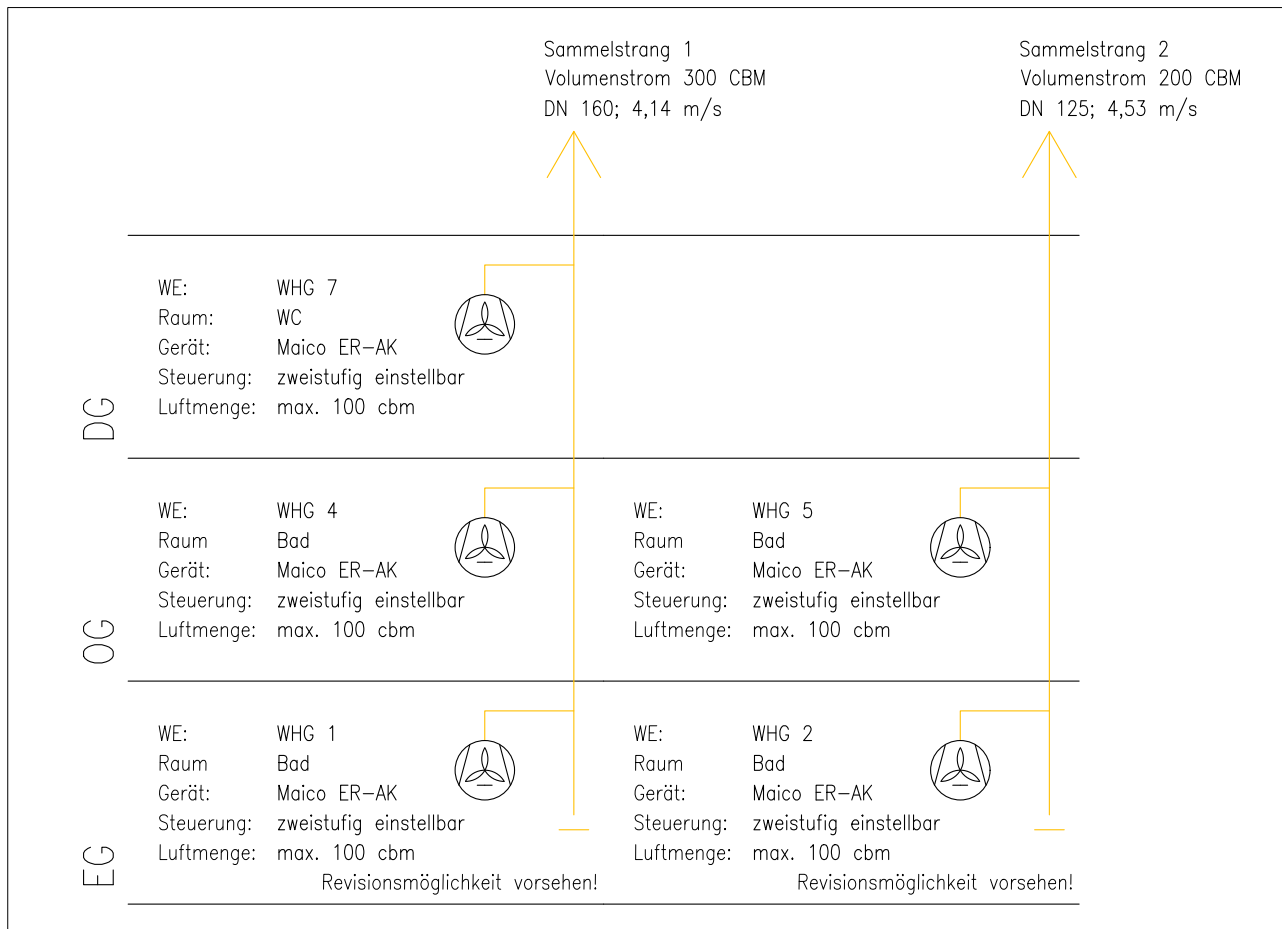 Sammelstrang 1
Volumenstrom 300 CBM
DN 160; 4,14 m/s
Sammelstrang 2
Volumenstrom 200 CBM
DN 125; 4,53 m/s
DG
WE: WHG 7
Raum: WC
Gerät: Maico ER-AK
Steuerung: zweistufig einstellbar
Luftmenge: max. 100 cbm
OG
WE: WHG 4
Raum Bad
Gerät: Maico ER-AK
Steuerung: zweistufig einstellbar
Luftmenge: max. 100 cbm
WE: WHG 5
Raum Bad
Gerät: Maico ER-AK
Steuerung: zweistufig einstellbar
Luftmenge: max. 100 cbm
EG
WE: WHG 1
Raum Bad
Gerät: Maico ER-AK
Steuerung: zweistufig einstellbar
Luftmenge: max. 100 cbm
Revisionsmöglichkeit vorsehen!
WE: WHG 2
Raum Bad
Gerät: Maico ER-AK
Steuerung: zweistufig einstellbar
Luftmenge: max. 100 cbm
Revisionsmöglichkeit vorsehen!